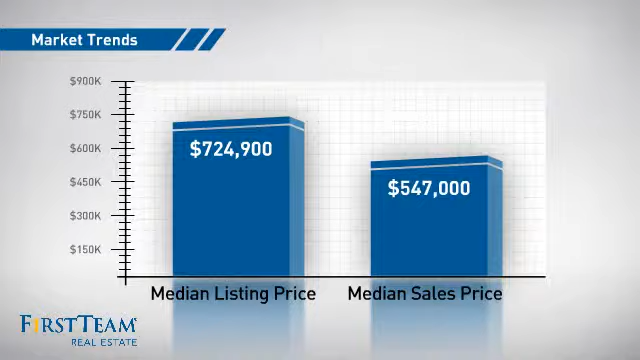 Market Trends
$900K
$750K
$600K
$450K
$300K
$150K
$724,900
$547,000
Median Listing Price
Median Sales Price
FIRSTTEAM®
REAL ESTATE